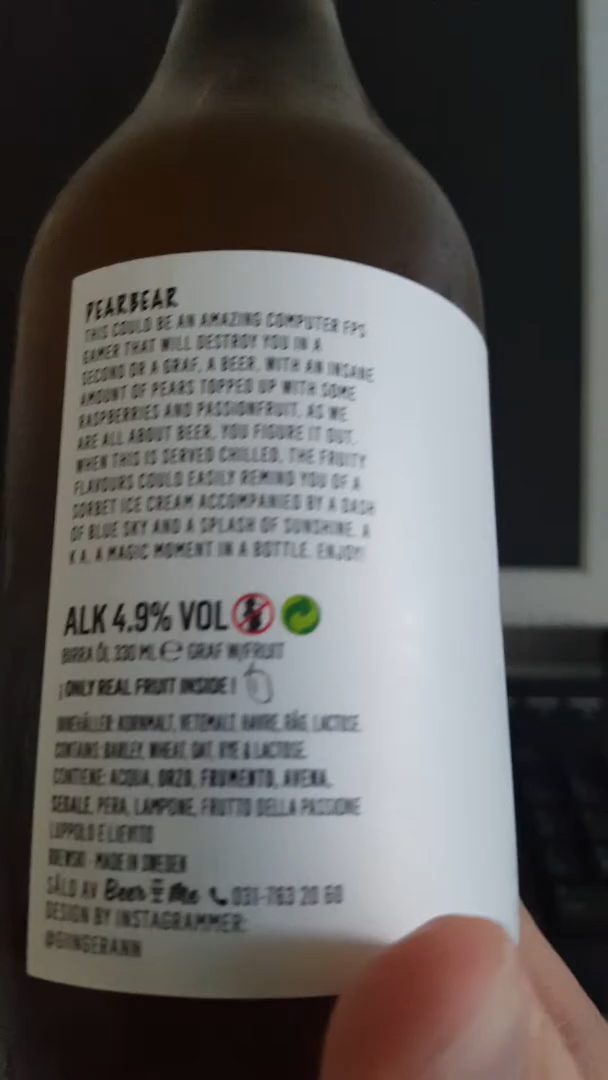 PEARBEAR
THIS COULD BE AN AMAZING COMPUTER FPS
GAMER THAT WILL DESTROY YOU IN A
SECOND OR A GRAF, A BEER, WITH AN INSANE
AMOUNT OF PEARS TOPPED UP WITH SOME
RASPBERRIES AND PASSIONFRUIT, AS WE
ARE ALL ABOUT BEER, YOU FIGURE IT OUT.
WHEN THIS IS SERVED CHILLED, THE FRUITY
FLAVOURS COULD EASILY REMIND YOU OF A
SORBET ICE CREAM ACCOMPANIED BY A DASH
OF BLUE SKY AND A SPLASH OF SUNSHINE. A
K A, A MAGIC MOMENT IN A BOTTLE. ENJOY!
ALK 4.9% VOL
BIRRA ÖL 330 ML e GRAF W/FRUIT
¡ONLY REAL FRUIT INSIDE!
INNEHÅLLER: KORNMALT, VETEMALT, HAVRE, RÅG, LACTOSE.
CONTAINS: BARLEY, WHEAT, OAT, RYE & LACTOSE.
CONTIENE: ACQUA, ORZO, FRUMENTO, AVENA,
SEGALE, PERA, LAMPONE, FRUTTO DELLA PASSIONE
LUPPOLO E LIEVITO
BREWSKI - MADE IN SWEDEN
SÅLD AV Beer Me 031-763 20 60
DESIGN BY INSTAGRAMMER:
@GIINGERANN